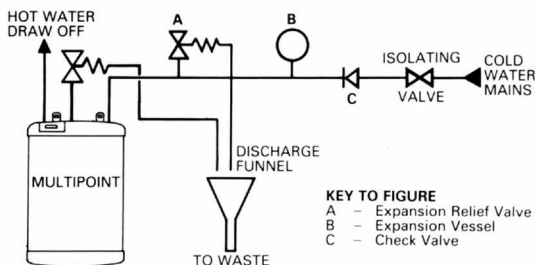 HOT WATER
DRAW OFF
A
B
ISOLATING
VALVE
COLD
WATER
MAINS
C
MULTIPOINT
DISCHARGE
FUNNEL
TO WASTE
KEY TO FIGURE
A – Expansion Relief Valve
B – Expansion Vessel
C – Check Valve